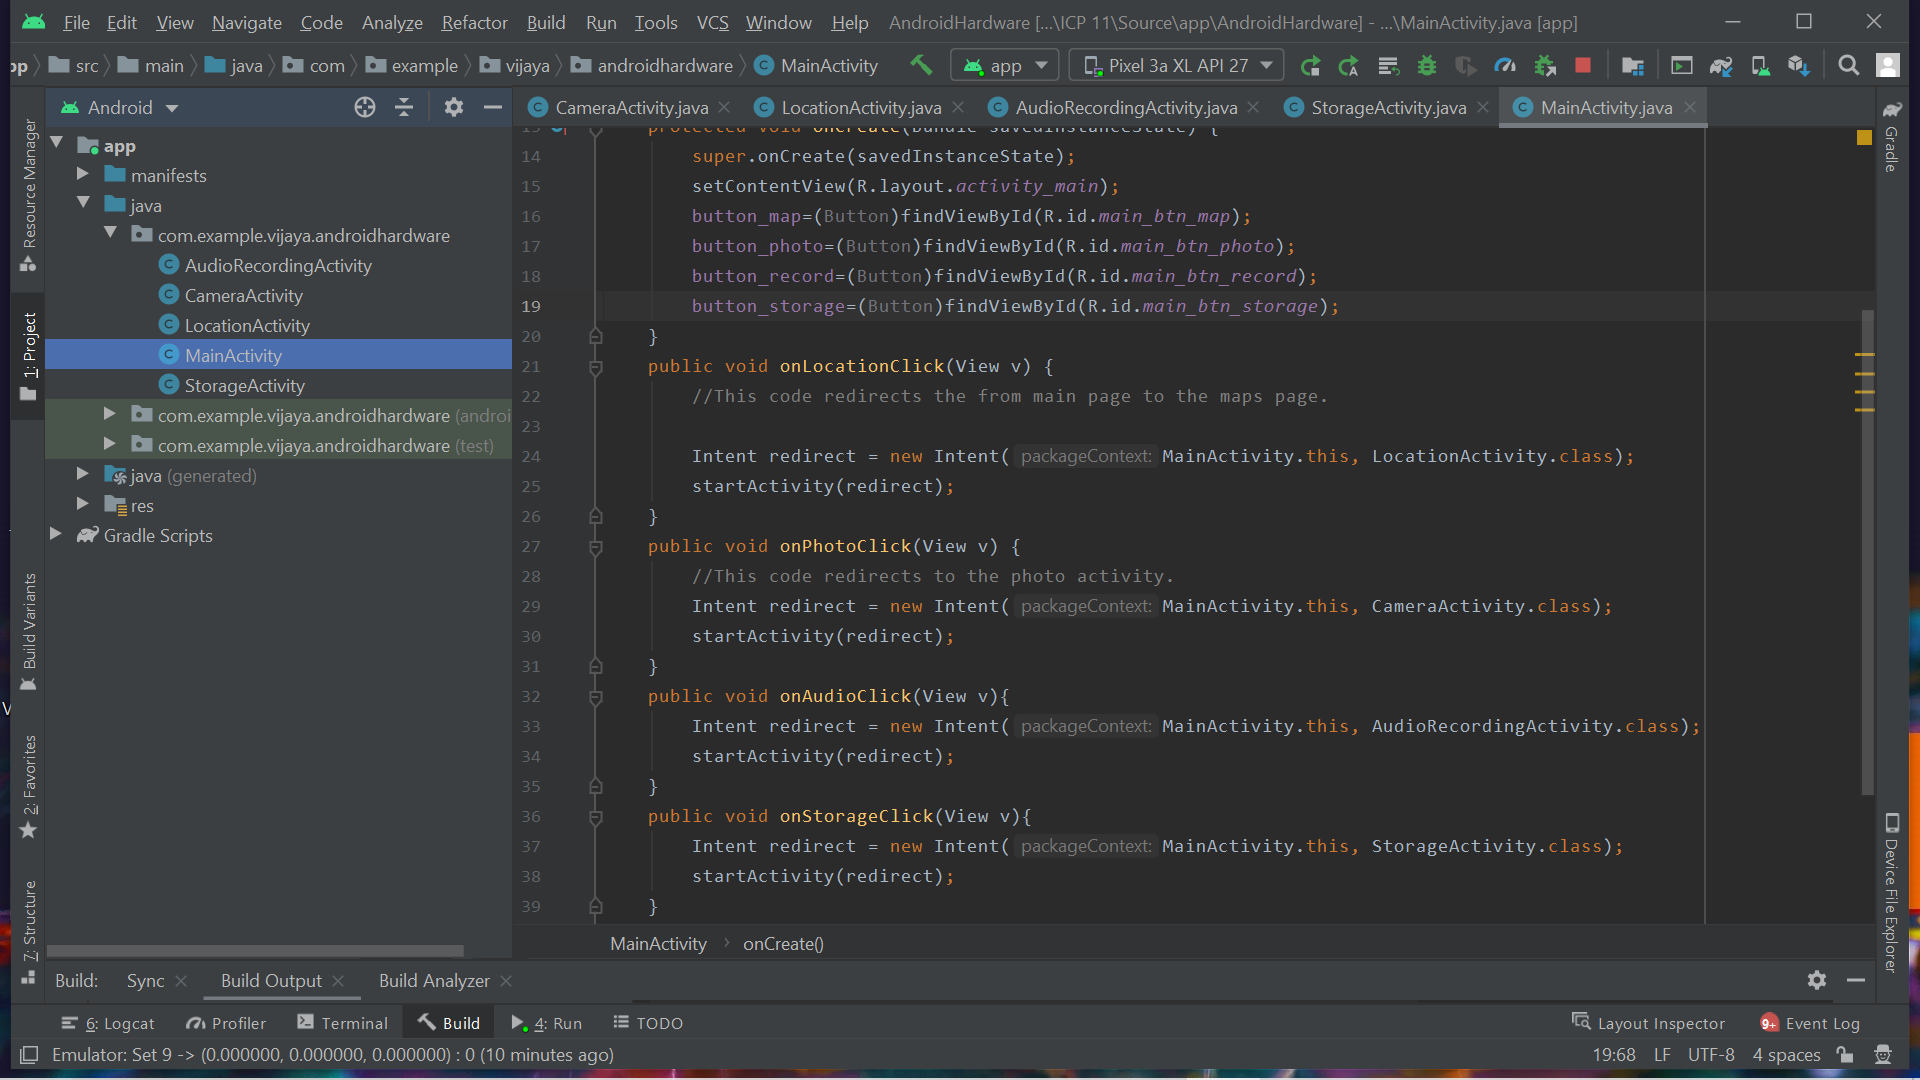 File Edit View Navigate Code Analyze Refactor Build Run Tools VCS Window Help AndroidHardware [...\ICP 11\Source\app\AndroidHardware] - ...\MainActivity.java [app]
src main java com example vijaya androidhardware MainActivity app Pixel 3a XL API 27
Android
CameraActivity.java LocationActivity.java AudioRecordingActivity.java StorageActivity.java MainActivity.java
Resource Manager
1: Project
Build Variants
2: Favorites
7: Structure
app
manifests
java
com.example.vijaya.androidhardware
AudioRecordingActivity
CameraActivity
LocationActivity
MainActivity
StorageActivity
com.example.vijaya.androidhardware (androi
com.example.vijaya.androidhardware (test)
java (generated)
res
Gradle Scripts
protected void onCreate(Bundle savedInstanceState) {
14 super.onCreate(savedInstanceState);
15 setContentView(R.layout.activity_main);
16 button_map=(Button)findViewById(R.id.main_btn_map);
17 button_photo=(Button)findViewById(R.id.main_btn_photo);
18 button_record=(Button)findViewById(R.id.main_btn_record);
19 button_storage=(Button)findViewById(R.id.main_btn_storage);
20 }
21 public void onLocationClick(View v) {
22 //This code redirects the from main page to the maps page.
23
24 Intent redirect = new Intent( packageContext: MainActivity.this, LocationActivity.class);
25 startActivity(redirect);
26 }
27 public void onPhotoClick(View v) {
28 //This code redirects to the photo activity.
29 Intent redirect = new Intent( packageContext: MainActivity.this, CameraActivity.class);
30 startActivity(redirect);
31 }
32 public void onAudioClick(View v){
33 Intent redirect = new Intent( packageContext: MainActivity.this, AudioRecordingActivity.class);
34 startActivity(redirect);
35 }
36 public void onStorageClick(View v){
37 Intent redirect = new Intent( packageContext: MainActivity.this, StorageActivity.class);
38 startActivity(redirect);
39 }
MainActivity › onCreate()
Gradle
Device File Explorer
Build: Sync Build Output Build Analyzer
6: Logcat Profiler Terminal Build 4: Run TODO Layout Inspector 9+ Event Log
Emulator: Set 9 -> (0.000000, 0.000000, 0.000000) : 0 (10 minutes ago) 19:68 LF UTF-8 4 spaces